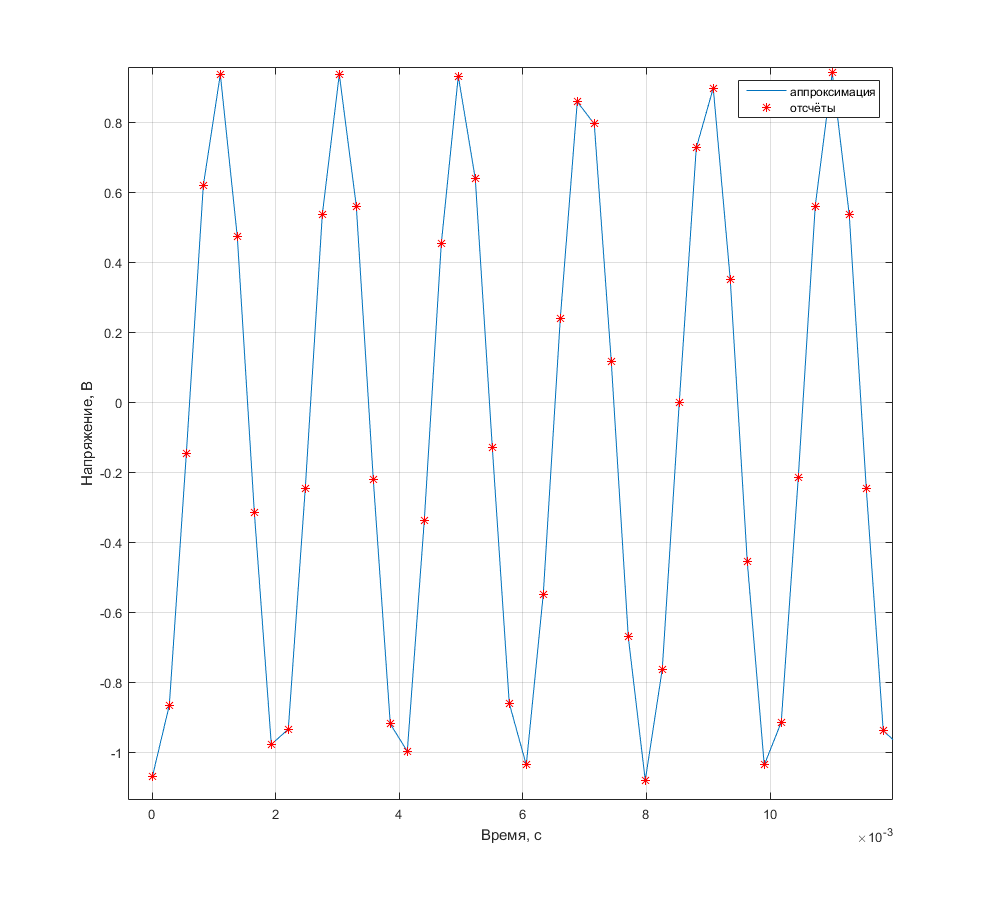 аппроксимация
отсчёты
0.8
0.6
0.4
0.2
0
-0.2
-0.4
-0.6
-0.8
-1
Напряжение, В
0 2 4 6 8 10
Время, с
×10-3